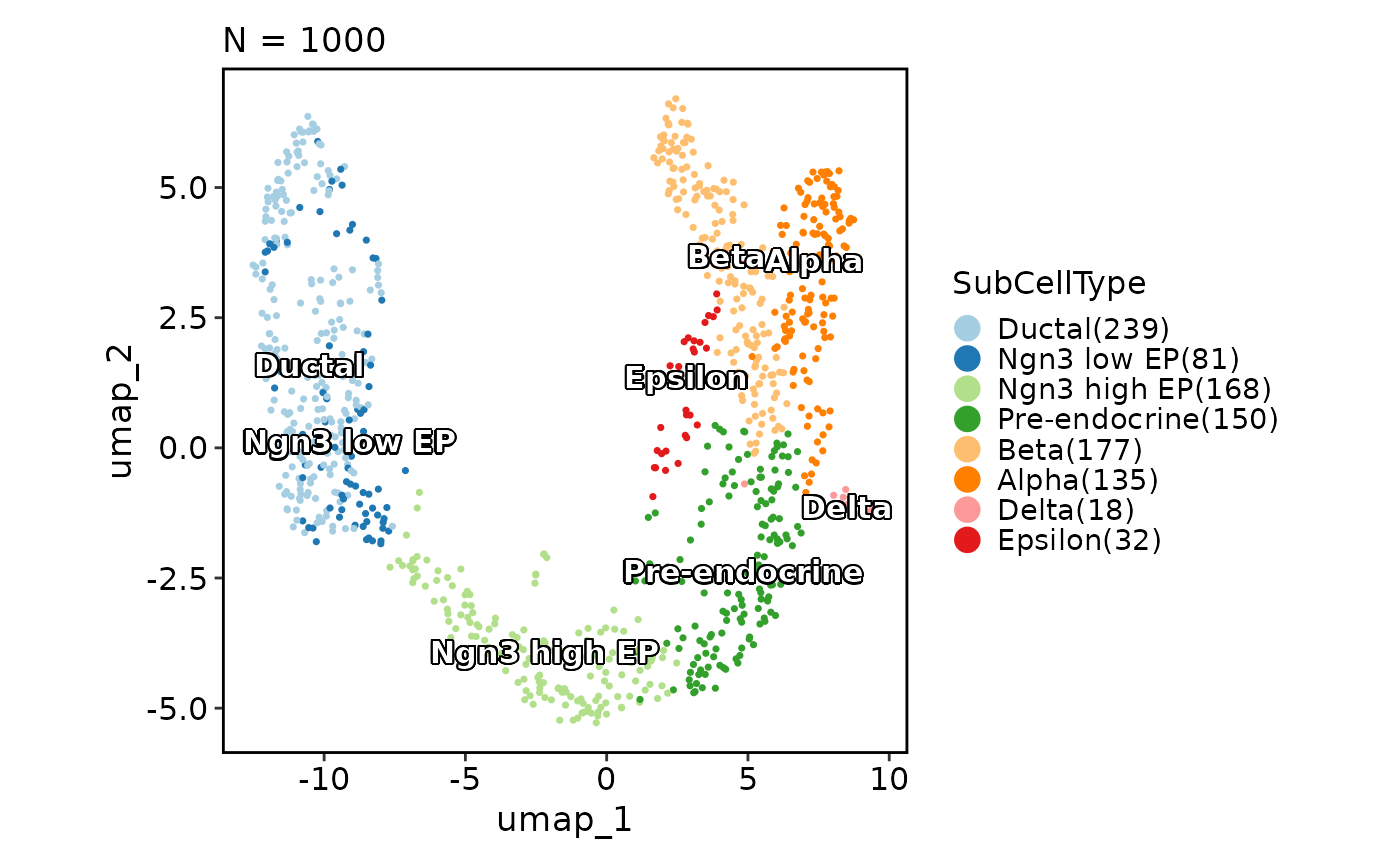 N = 1000
umap_2
5.0
2.5
0.0
-2.5
-5.0
Beta
Alpha
Ductal
Epsilon
Ngn3 low EP
Delta
Pre-endocrine
Ngn3 high EP
-10
-5
0
5
10
umap_1
SubCellType
Ductal(239)
Ngn3 low EP(81)
Ngn3 high EP(168)
Pre-endocrine(150)
Beta(177)
Alpha(135)
Delta(18)
Epsilon(32)